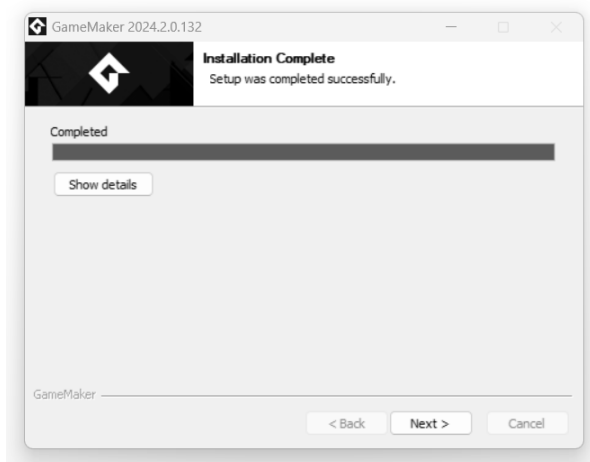 GameMaker 2024.2.0.132
Installation Complete
Setup was completed successfully.
Completed
Show details
GameMaker
< Back
Next >
Cancel